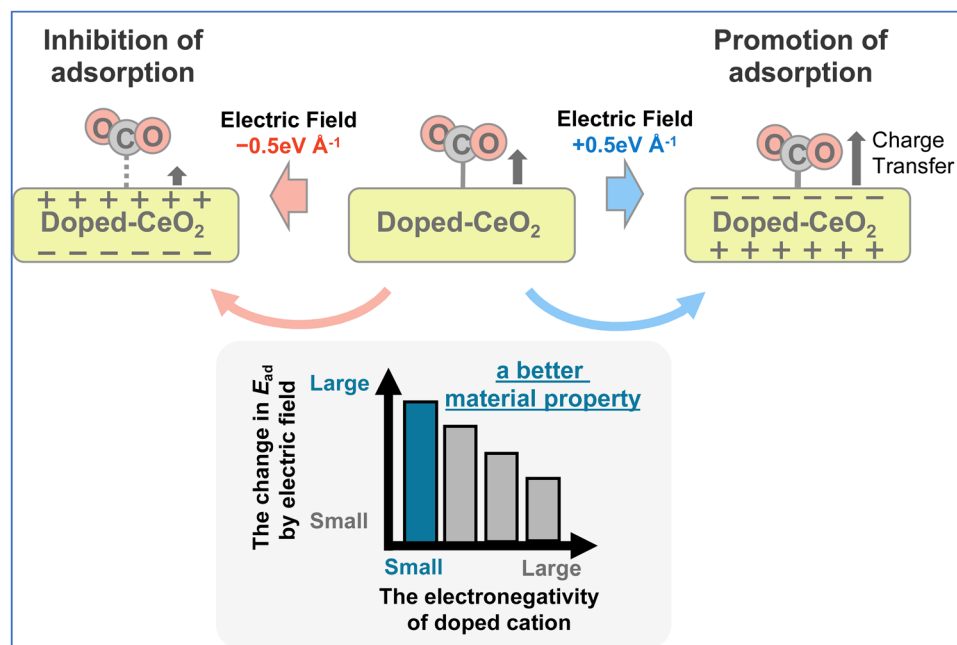 Inhibition of
adsorption
Promotion of
adsorption
Electric Field
−0.5eV Å-1
Electric Field
+0.5eV Å-1
O C O
O C O
O C O
Charge
Transfer
+ + + + + +
Doped-CeO2
− − − − − −
Doped-CeO2
− − − − − −
Doped-CeO2
+ + + + + +
The change in Ead
by electric field
Large
Small
a better
material property
Small
Large
The electronegativity
of doped cation